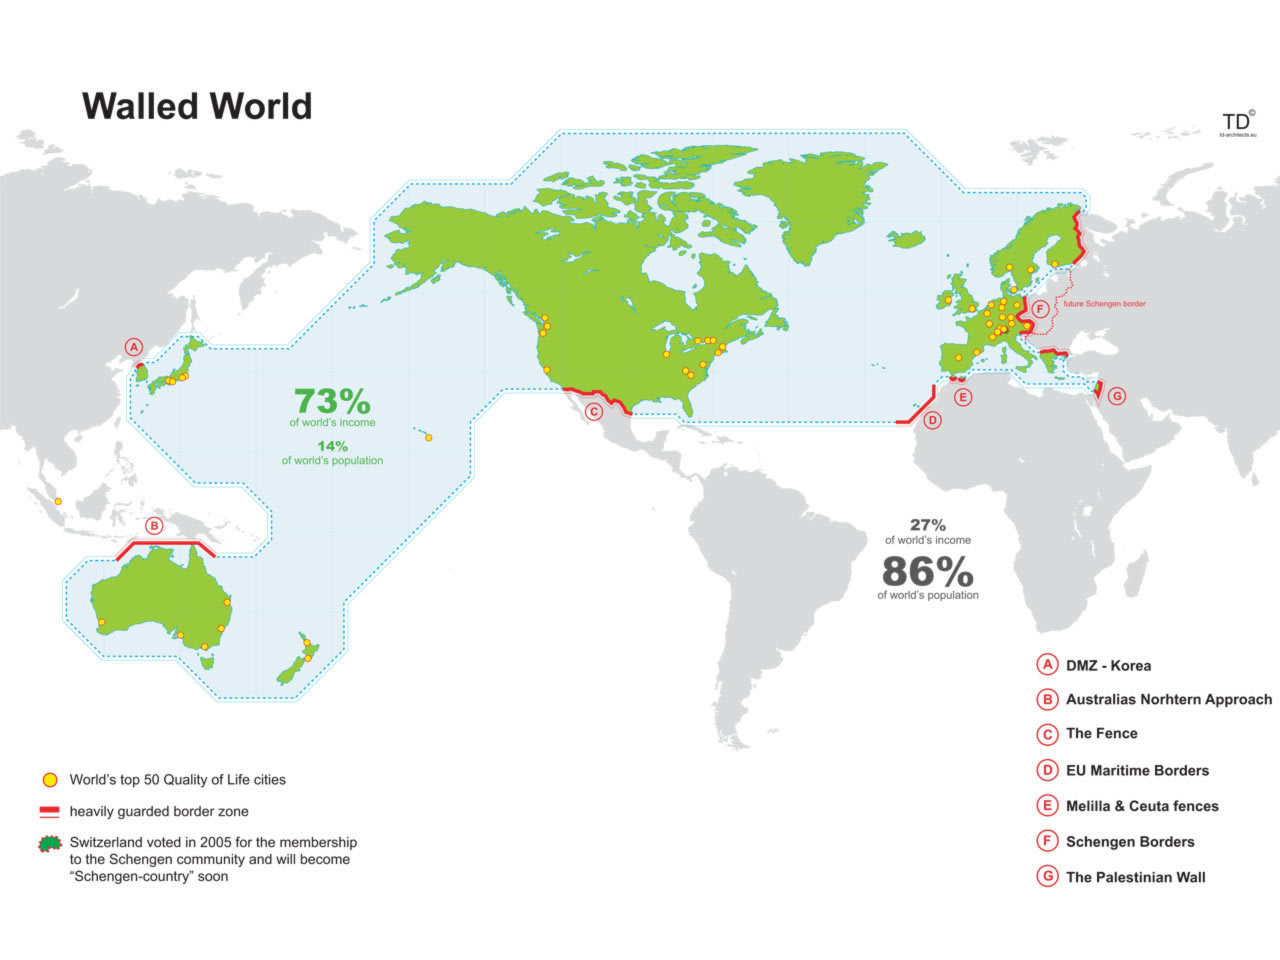 Walled World
TD©
td-architects.eu
A
F
future Schengen border
73%
of world's income
14%
of world's population
C
D
E
G
B
27%
of world's income
86%
of world's population
A DMZ - Korea
B Australias Norhtern Approach
C The Fence
D EU Maritime Borders
E Melilla & Ceuta fences
F Schengen Borders
G The Palestinian Wall
World's top 50 Quality of Life cities
heavily guarded border zone
Switzerland voted in 2005 for the membership
to the Schengen community and will become
“Schengen-country” soon